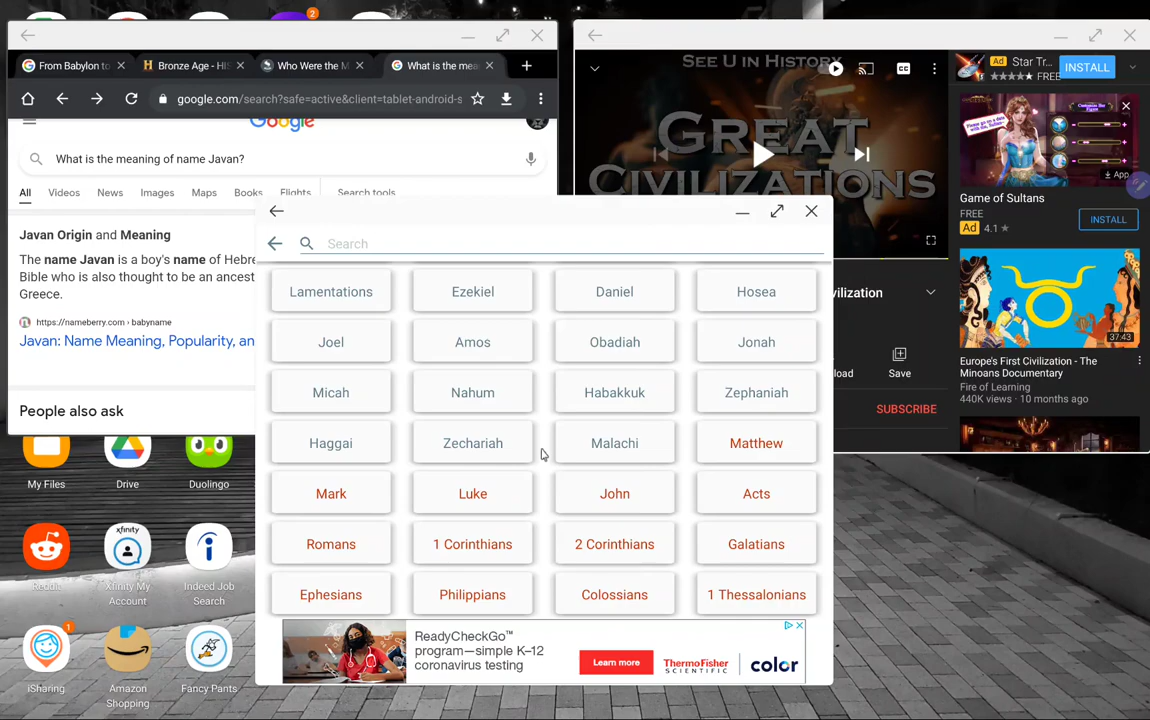 2
From Babylon to
Bronze Age - HIS
Who Were the M
What is the mea
google.com/search?safe=active&client=tablet-android-s
Google
What is the meaning of name Javan?
All
Videos
News
Images
Maps
Books
Flights
Search tools
Javan Origin and Meaning
The name Javan is a boy's name of Hebre
Bible who is also thought to be an ancest
Greece.
https://nameberry.com › babyname
Javan: Name Meaning, Popularity, an
People also ask
SEE U IN HISTORY
GREAT
CIVILIZATIONS
CC
Ad Star Tr...
FREE
INSTALL
App
Game of Sultans
FREE
Ad 4.1 ★
INSTALL
ivilization
load
Save
SUBSCRIBE
37:43
Europe's First Civilization - The
Minoans Documentary
Fire of Learning
440K views · 10 months ago
Search
Lamentations
Ezekiel
Daniel
Hosea
Joel
Amos
Obadiah
Jonah
Micah
Nahum
Habakkuk
Zephaniah
Haggai
Zechariah
Malachi
Matthew
Mark
Luke
John
Acts
Romans
1 Corinthians
2 Corinthians
Galatians
Ephesians
Philippians
Colossians
1 Thessalonians
ReadyCheckGo™
program—simple K–12
coronavirus testing
Learn more
ThermoFisher
SCIENTIFIC
color
My Files
Drive
Duolingo
Reddit
xfinity
Xfinity My
Account
Indeed Job
Search
1
iSharing
Amazon
Shopping
Fancy Pants